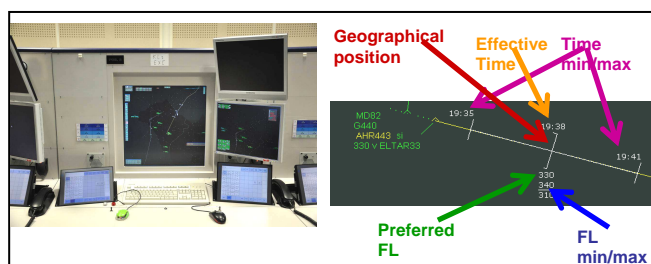 Geographical
position
Effective
Time
Time
min/max
MD82
G440
AHR443 si
330 v ELTAR33
19:35
19:38
19:41
330
340
310
Preferred
FL
FL
min/max